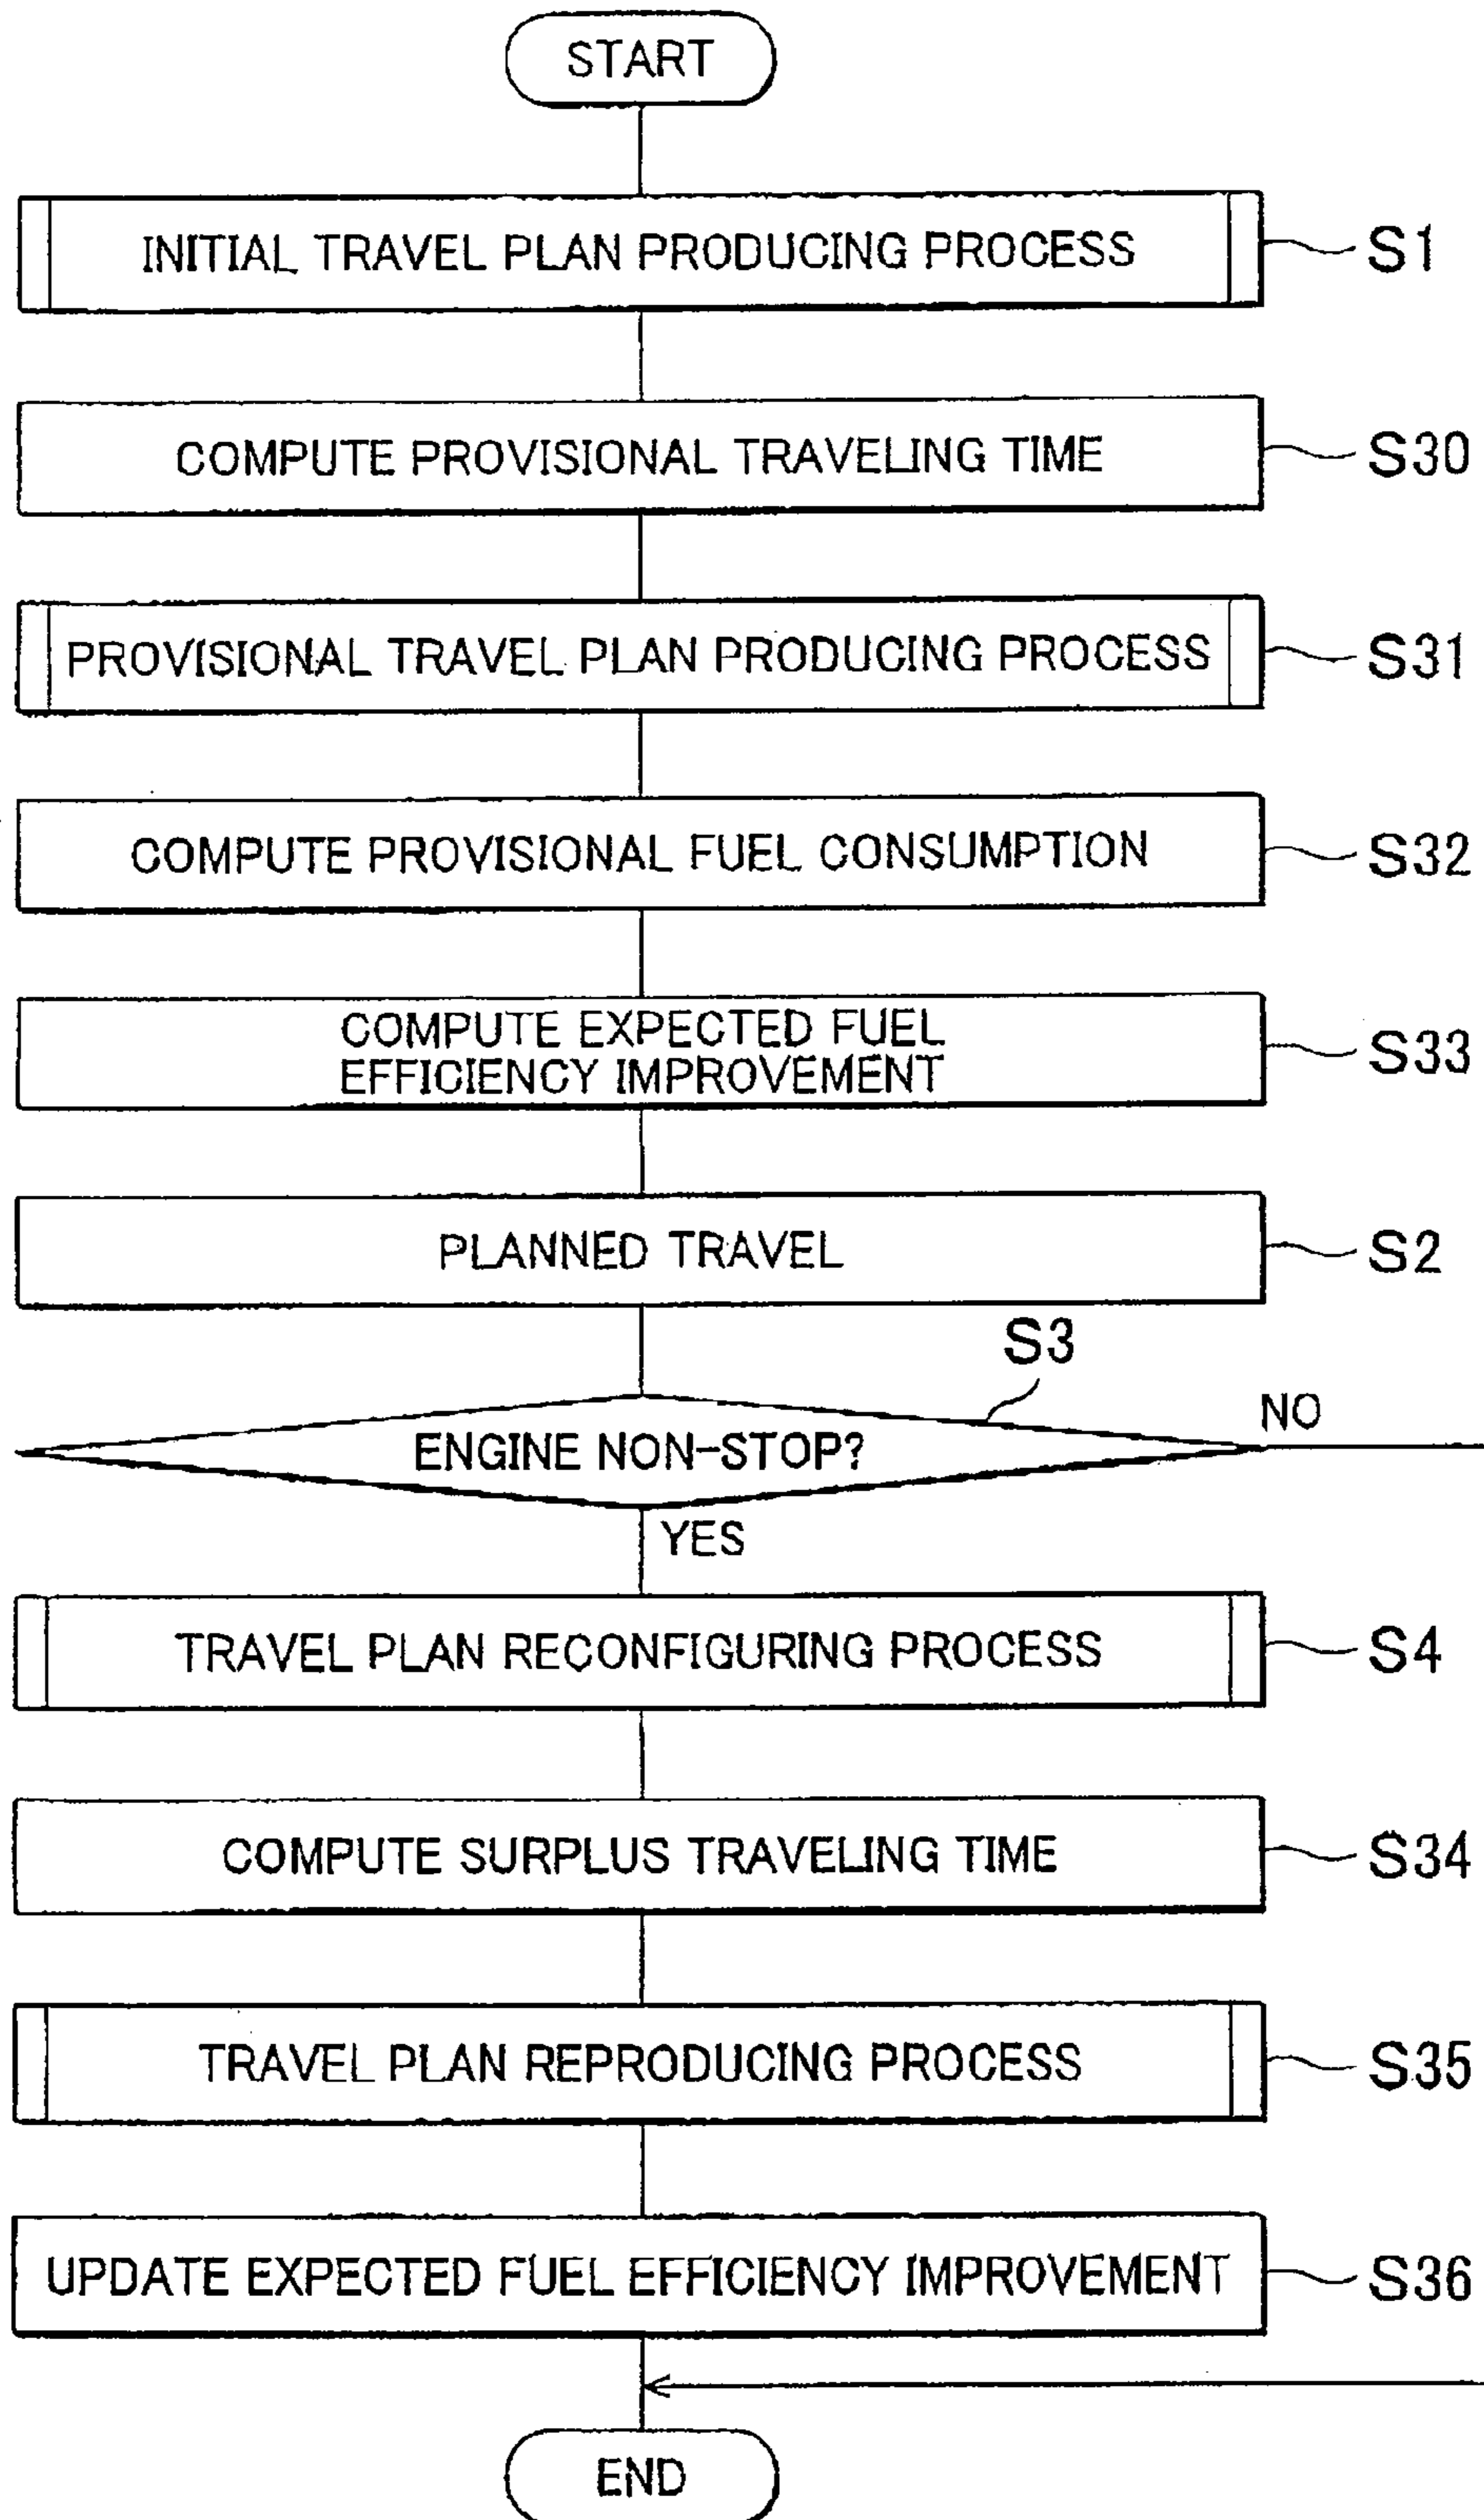 START
INITIAL TRAVEL PLAN PRODUCING PROCESS
S1
COMPUTE PROVISIONAL TRAVELING TIME
S30
PROVISIONAL TRAVEL PLAN PRODUCING PROCESS
S31
COMPUTE PROVISIONAL FUEL CONSUMPTION
S32
COMPUTE EXPECTED FUEL
EFFICIENCY IMPROVEMENT
S33
PLANNED TRAVEL
S2
S3
NO
ENGINE NON-STOP?
YES
TRAVEL PLAN RECONFIGURING PROCESS
S4
COMPUTE SURPLUS TRAVELING TIME
S34
TRAVEL PLAN REPRODUCING PROCESS
S35
UPDATE EXPECTED FUEL EFFICIENCY IMPROVEMENT
S36
END